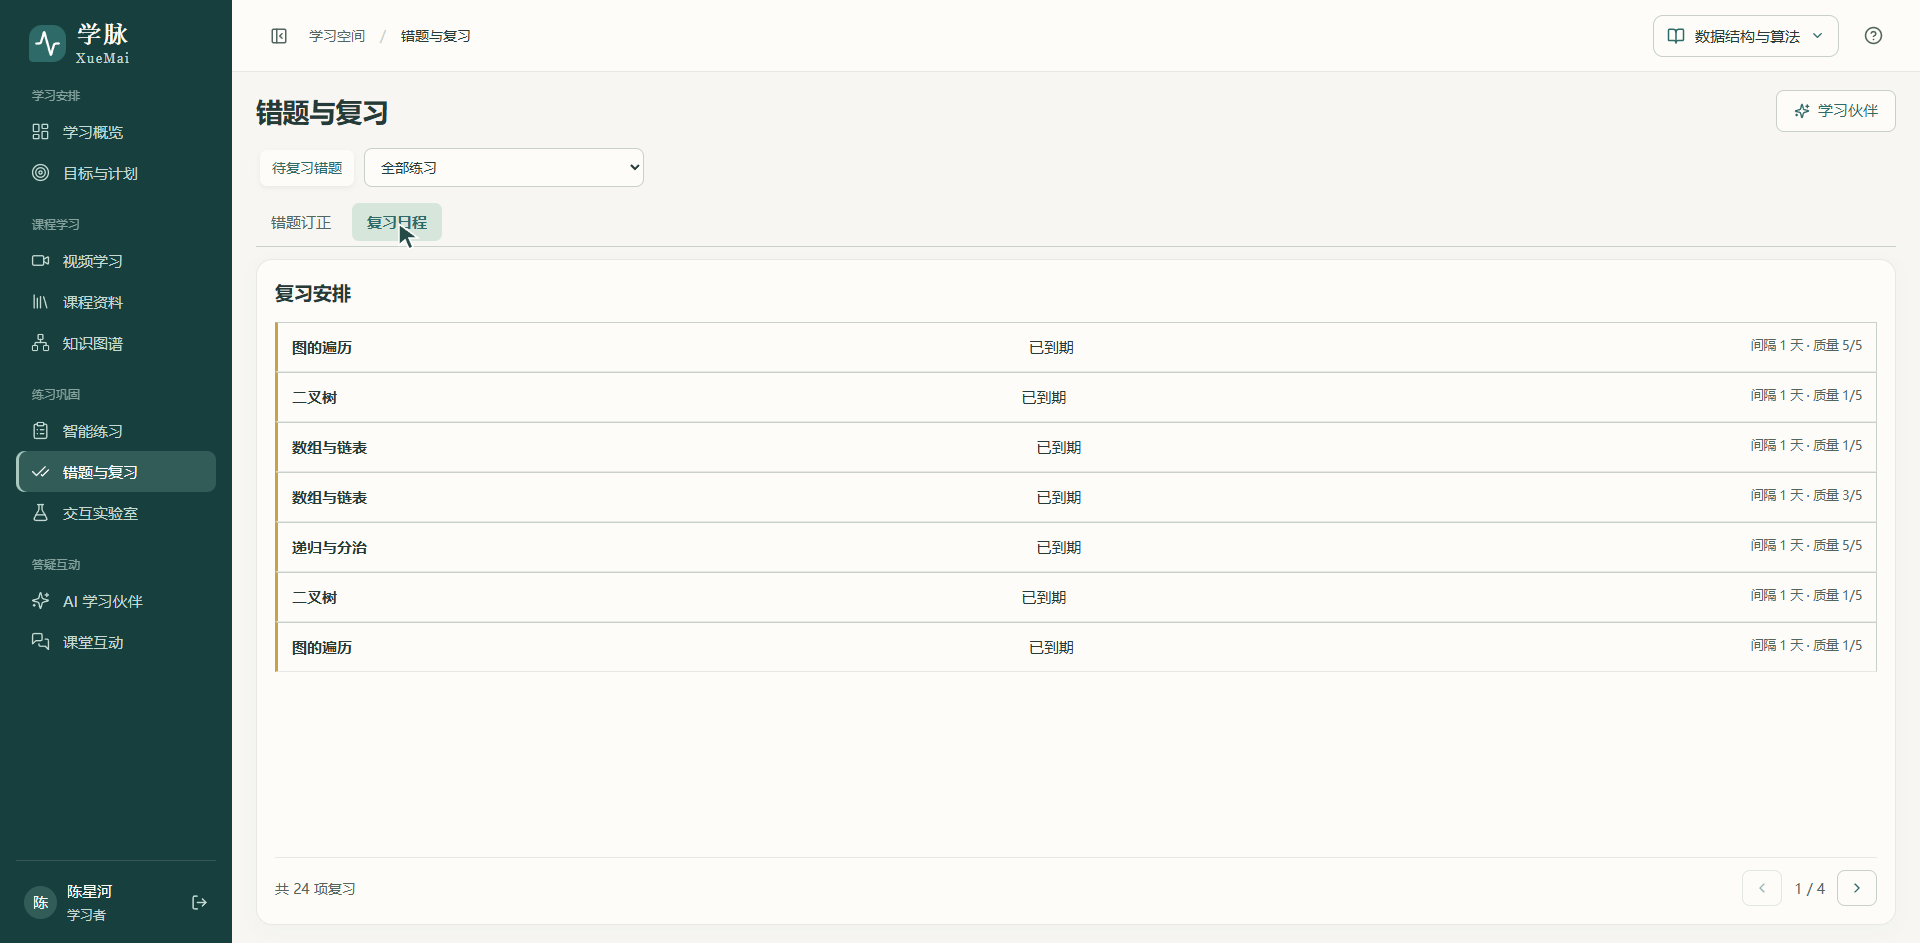 学脉
XueMai
学习安排
学习概览
目标与计划
课程学习
视频学习
课程资料
知识图谱
练习巩固
智能练习
错题与复习
交互实验室
答疑互动
AI 学习伙伴
课堂互动
陈
陈星河
学习者
学习空间 / 错题与复习
数据结构与算法
错题与复习
学习伙伴
待复习错题
全部练习
错题订正
复习日程
复习安排
图的遍历 已到期 间隔 1 天 · 质量 5/5
二叉树 已到期 间隔 1 天 · 质量 1/5
数组与链表 已到期 间隔 1 天 · 质量 1/5
数组与链表 已到期 间隔 1 天 · 质量 3/5
递归与分治 已到期 间隔 1 天 · 质量 5/5
二叉树 已到期 间隔 1 天 · 质量 1/5
图的遍历 已到期 间隔 1 天 · 质量 1/5
共 24 项复习
1 / 4